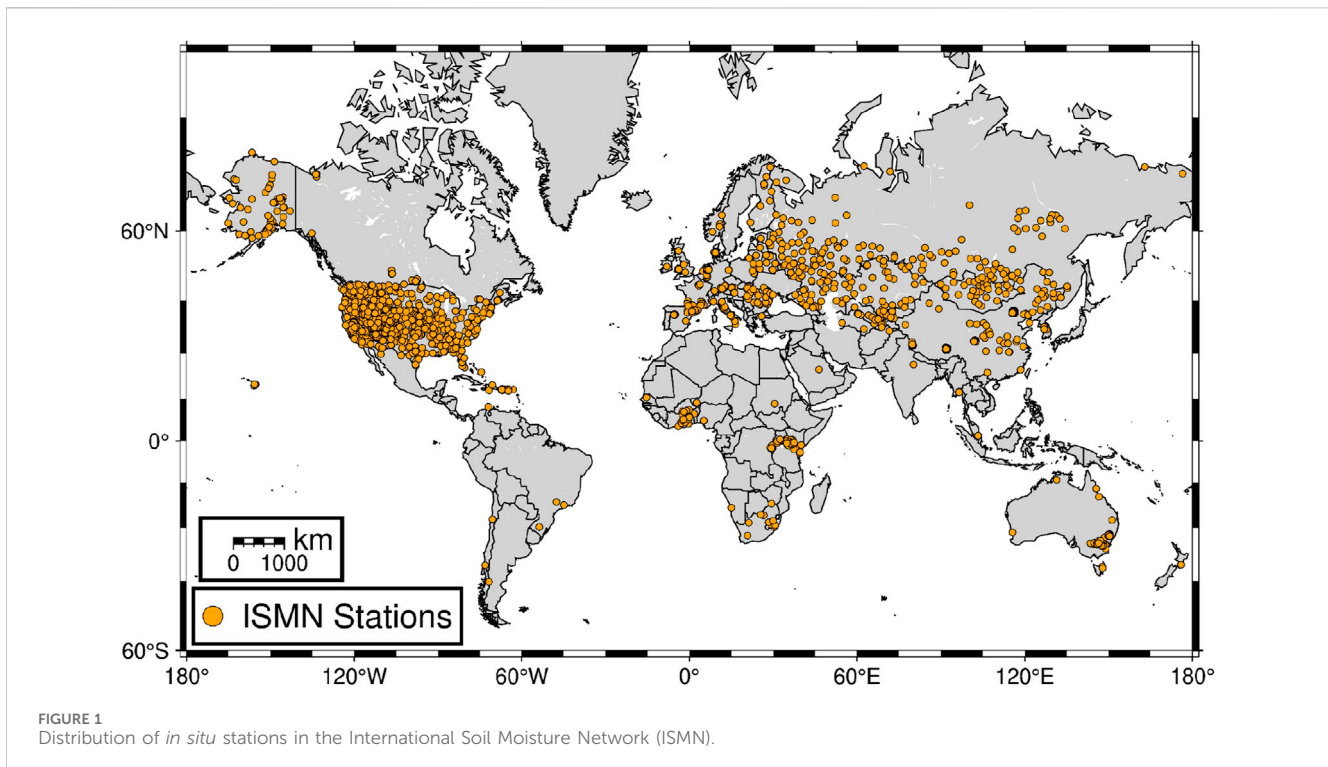 60°N
0°
60°S
km
0 1000
ISMN Stations
180° 120°W 60°W 0° 60°E 120°E 180°
FIGURE 1
Distribution of in situ stations in the International Soil Moisture Network (ISMN).